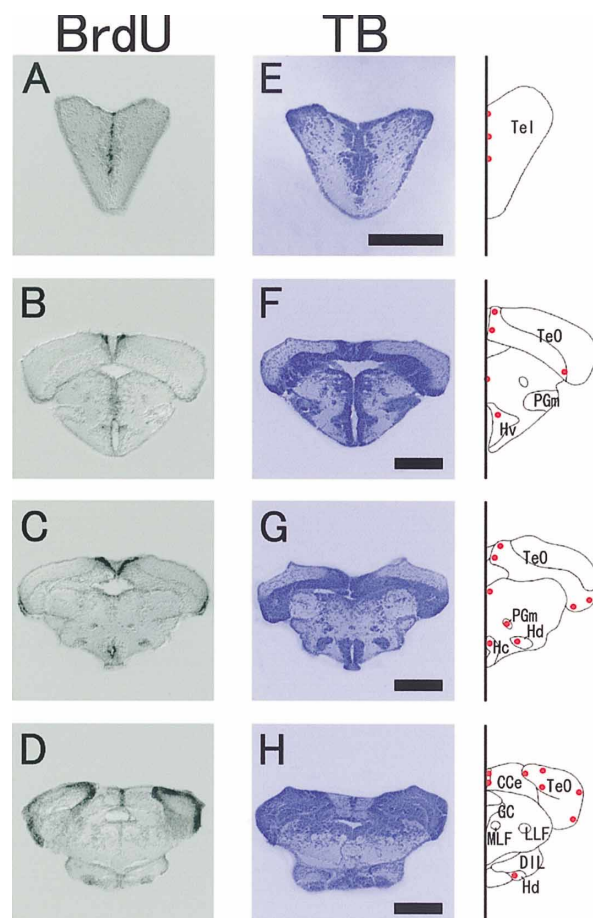 BrdU TB
A E Tel
B F TeO
PGm
Hv
C G TeO
PGm
Hd
Hc
D H CCe TeO
GC
MLF LLF
DIL
Hd